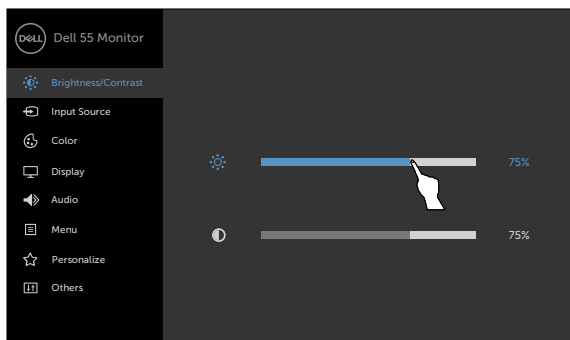 DELL
Dell 55 Monitor
Brightness/Contrast
Input Source
Color
Display
Audio
Menu
Personalize
Others
75%
75%